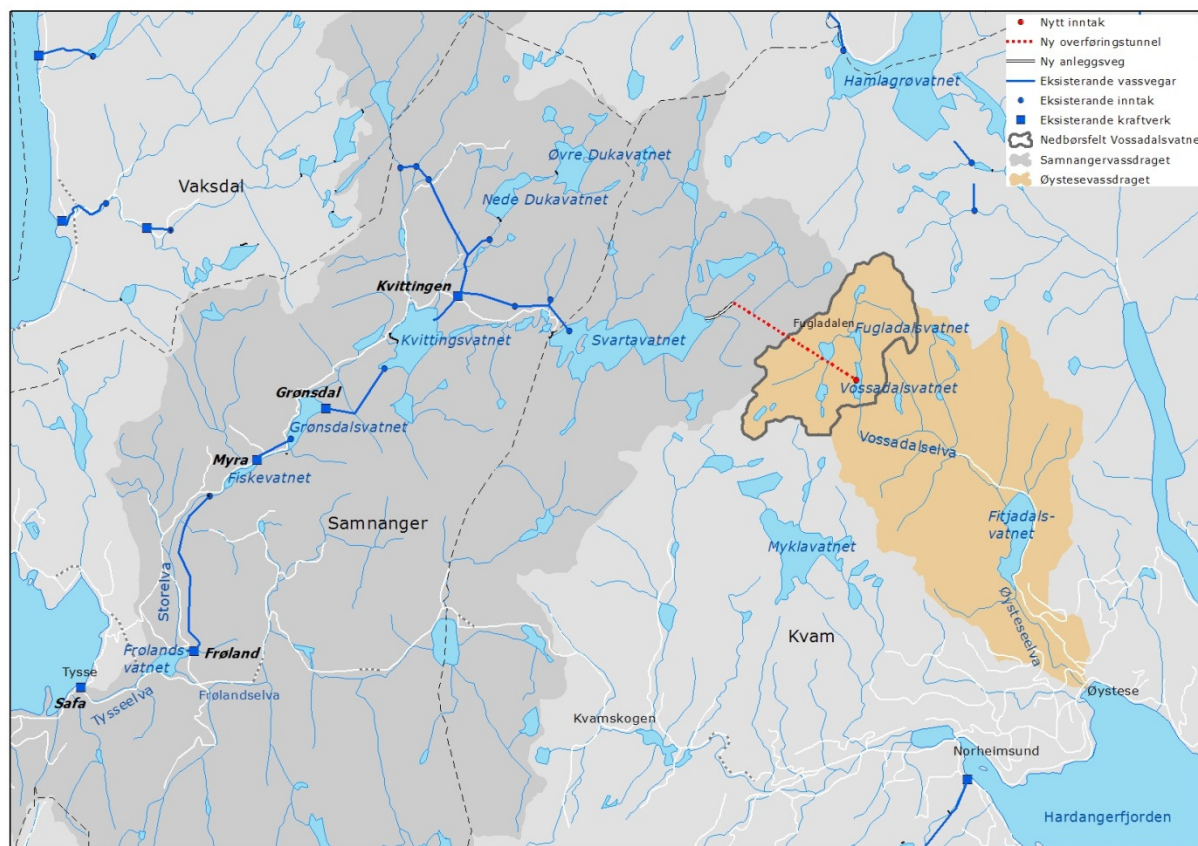 Nytt inntak
Ny overføringstunnel
Ny anleggsveg
Eksisterande vassvegar
Eksisterande inntak
Eksisterande kraftverk
Nedbørsfelt Vossadalsvatne
Samnangervassdraget
Øystesevassdraget
Hamlagrøvatnet
Øvre Dukavatnet
Vaksdal
Nede Dukavatnet
Kvittingen
Kvittingsvatnet
Svartavatnet
Fugladalen
Fugladalsvatnet
Vossadalsvatnet
Grønsdal
Grønsdalsvatnet
Myra
Fiskevatnet
Vossadalselva
Samnanger
Fitjadals-
vatnet
Myklavatnet
Storelva
Øysteseelva
Kvam
Frølands-
vatnet
Frøland
Tysse
Safa
Tysseelva
Frølandselva
Øystese
Kvamskogen
Norheimsund
Hardangerfjorden